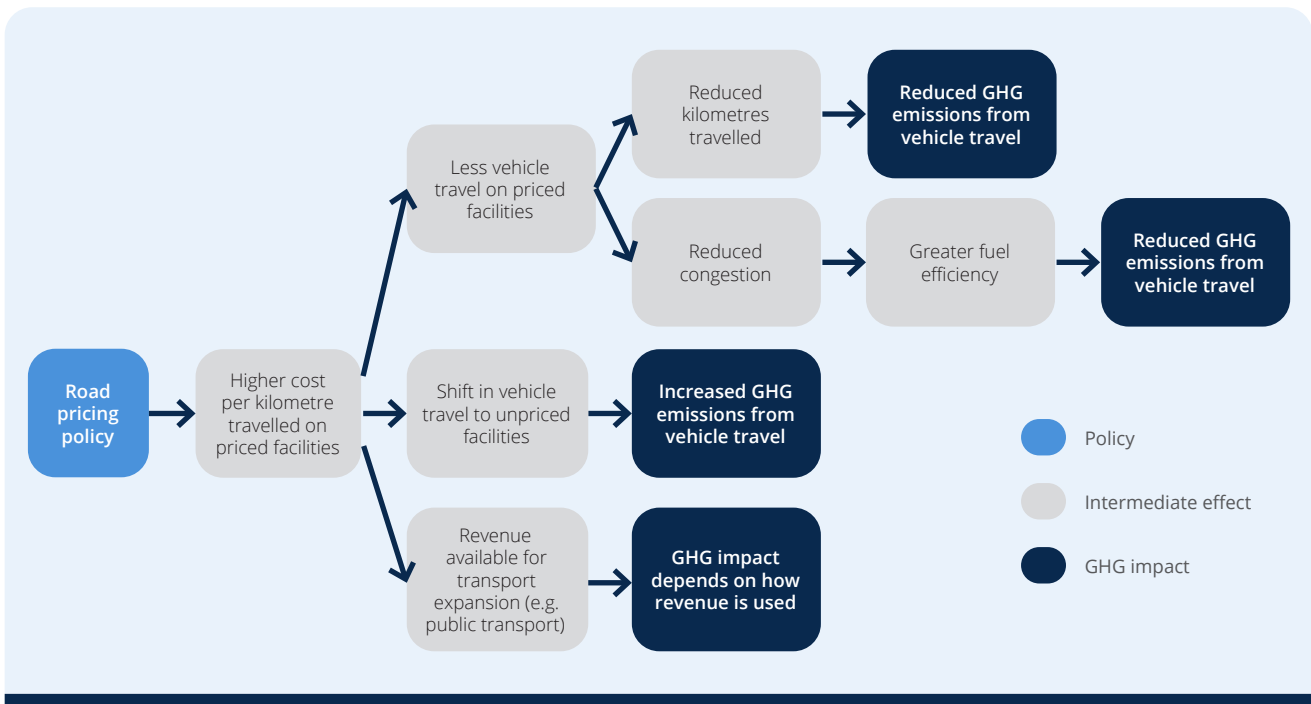 Road
pricing
policy
Higher cost
per kilometre
travelled on
priced facilities
Less vehicle
travel on priced
facilities
Reduced
kilometres
travelled
Reduced GHG
emissions from
vehicle travel
Reduced
congestion
Greater fuel
efficiency
Reduced GHG
emissions from
vehicle travel
Shift in vehicle
travel to unpriced
facilities
Increased GHG
emissions from
vehicle travel
Revenue
available for
transport
expansion (e.g.
public transport)
GHG impact
depends on how
revenue is used
Policy
Intermediate effect
GHG impact